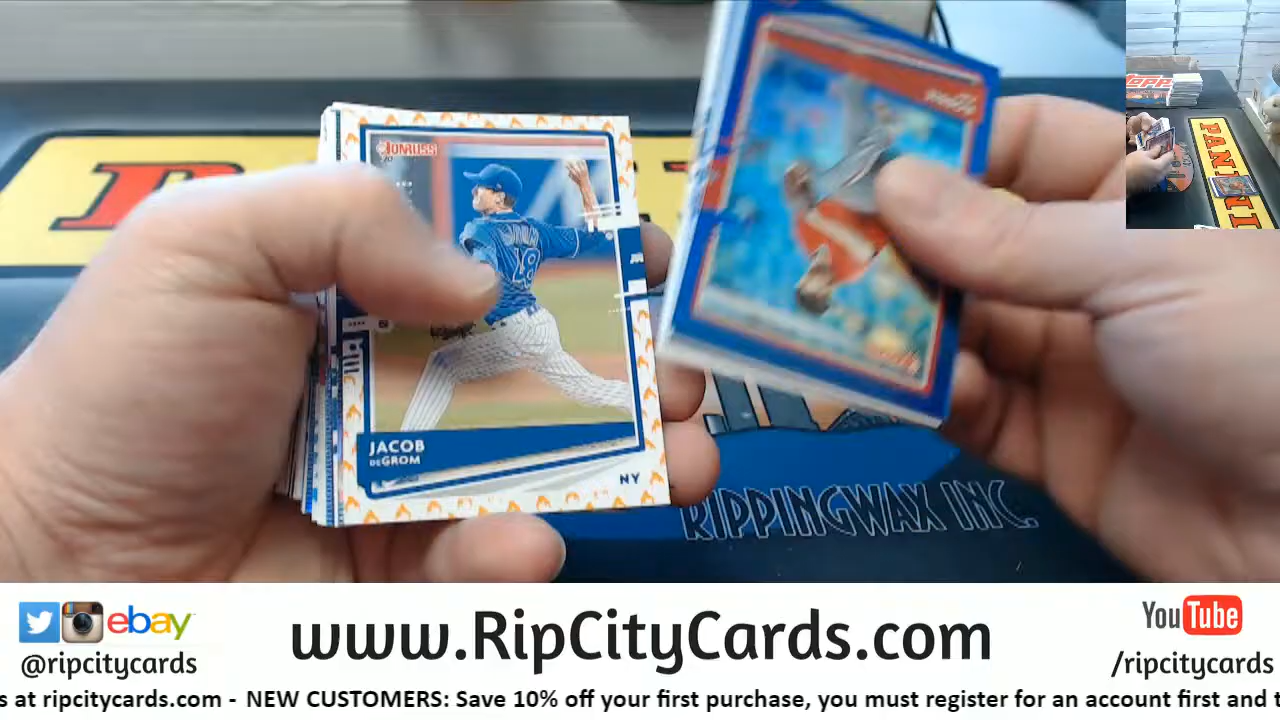 DONRUSS
48
JACOB
DEGROM
NY
PANINI
RIPPINGWAX INC.
ebay
@ripcitycards
www.RipCityCards.com
YouTube
/ripcitycards
s at ripcitycards.com - NEW CUSTOMERS: Save 10% off your first purchase, you must register for an account first and t